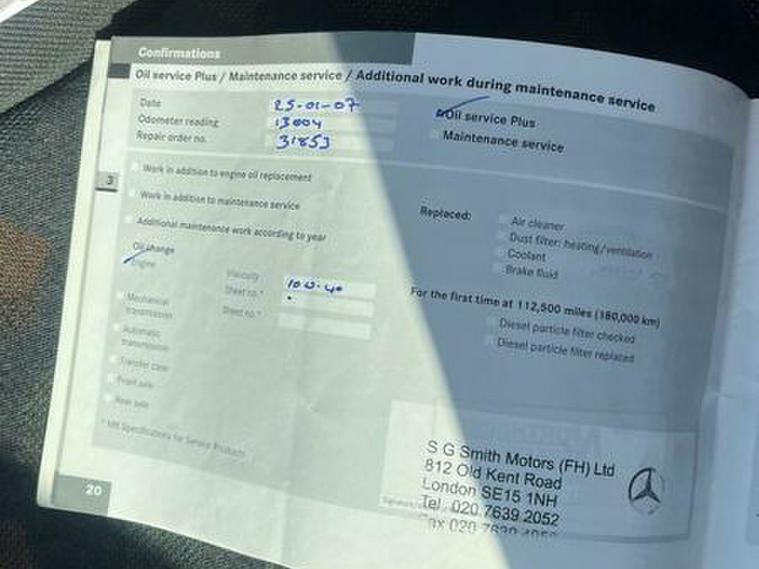 Confirmations
Oil service Plus / Maintenance service / Additional work during maintenance service
Date 25-01-07
Odometer reading 13004
Repair order no. 31853
Oil service Plus
Maintenance service
3
Work in addition to engine oil replacement
Work in addition to maintenance service
Additional maintenance work according to year
Oil change
Engine
Viscosity 10W-40
Sheet no.*
Mechanical
transmission
Sheet no.*
Automatic
transmission
Transfer case
Front axle
Rear axle
* MB Specifications for Service Products
Replaced:
Air cleaner
Dust filter: heating/ventilation
Coolant
Brake fluid
For the first time at 112,500 miles (180,000 km)
Diesel particle filter checked
Diesel particle filter replaced
S G Smith Motors (FH) Ltd
812 Old Kent Road
London SE15 1NH
Tel 020 7639 2052
Fax 020 7639
20